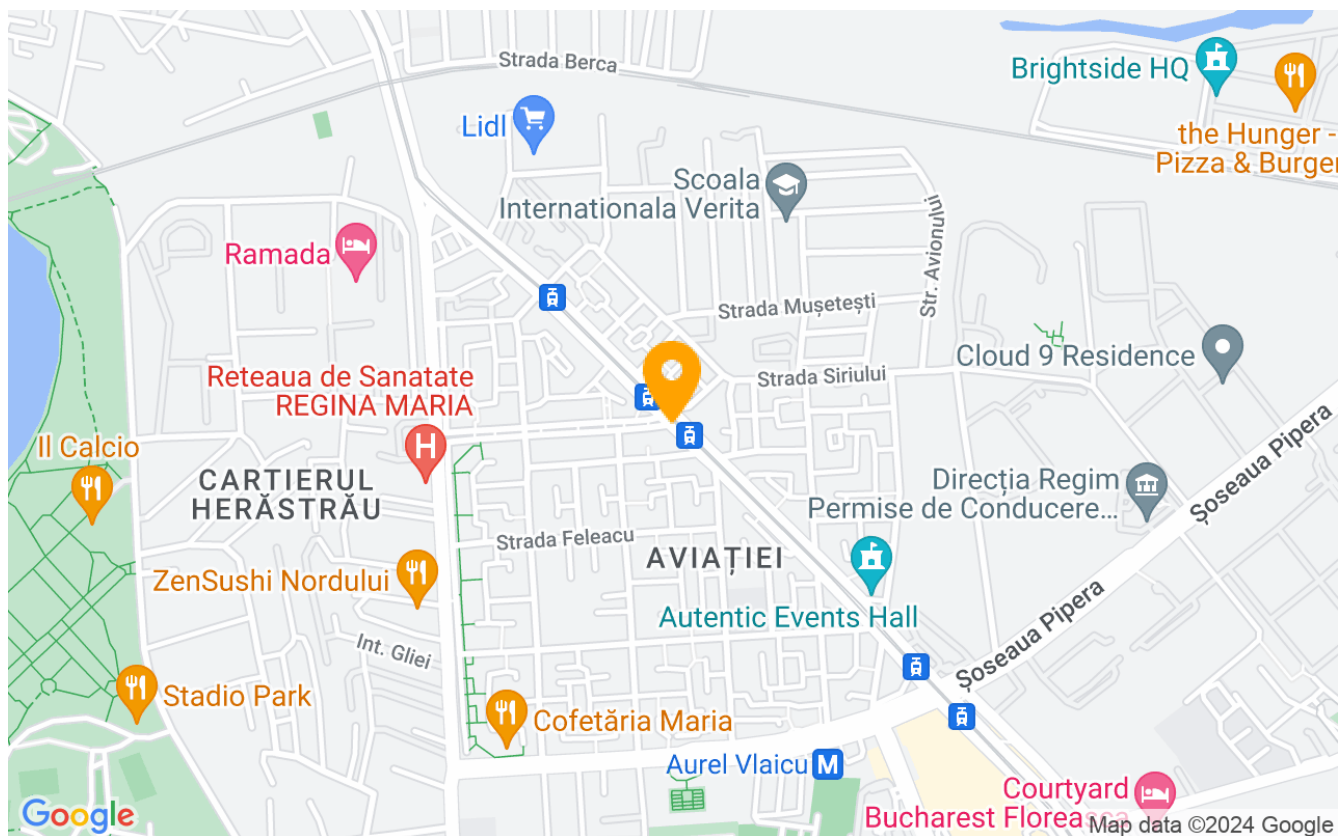 Strada Berca
Brightside HQ
Lidl
the Hunger -
Pizza & Burger
Scoala
Internationala Verita
Str. Avionului
Ramada
Strada Mușetești
Cloud 9 Residence
Reteaua de Sanatate
REGINA MARIA
Strada Siriului
H
Il Calcio
CARTIERUL
HERĂSTRĂU
Direcția Regim
Permise de Conducere...
Șoseaua Pipera
Strada Feleacu
AVIAȚIEI
ZenSushi Nordului
Autentic Events Hall
Int. Gliei
Șoseaua Pipera
Stadio Park
Cofetăria Maria
Aurel Vlaicu M
Courtyard
Bucharest Floreasca
Google
Map data ©2024 Google